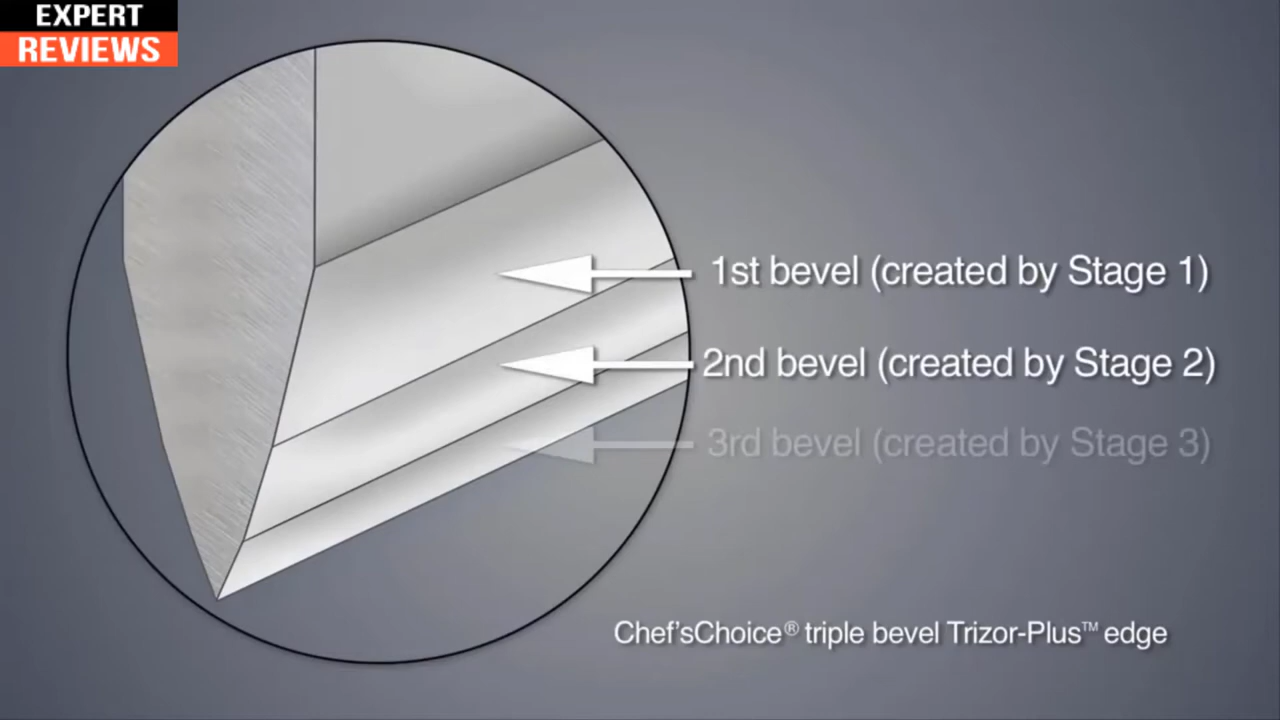 EXPERT
REVIEWS
1st bevel (created by Stage 1)
2nd bevel (created by Stage 2)
3rd bevel (created by Stage 3)
Chef'sChoice® triple bevel Trizor-Plus™ edge